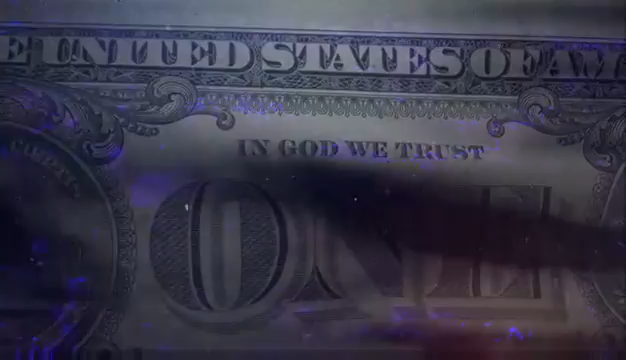 E UNITED STATES OF AM
IN GOD WE TRUST
ONE